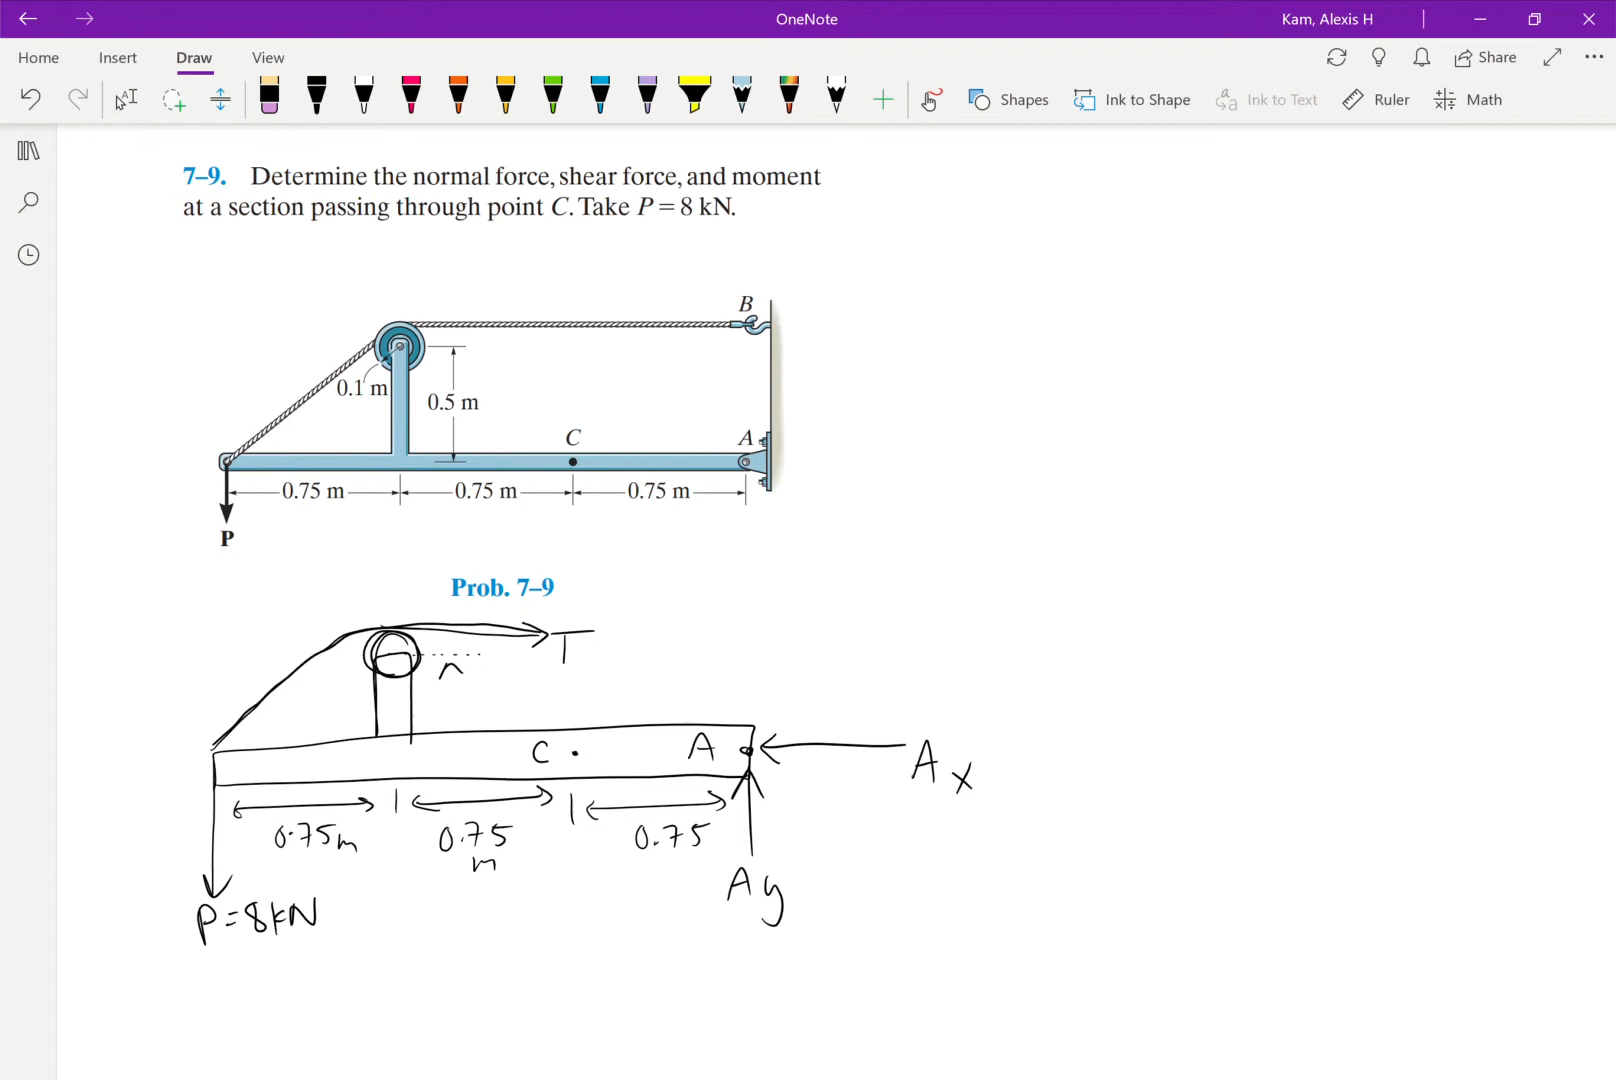 OneNote
Kam, Alexis H
Home Insert Draw View
Share
Shapes
Ink to Shape
Ink to Text
Ruler
Math
7–9. Determine the normal force, shear force, and moment
at a section passing through point C. Take P = 8 kN.
B
0.1 m
0.5 m
C
A
0.75 m
0.75 m
0.75 m
P
Prob. 7–9
T
C
A
Ax
0.75m
0.75
m
0.75
Ay
P=8kN